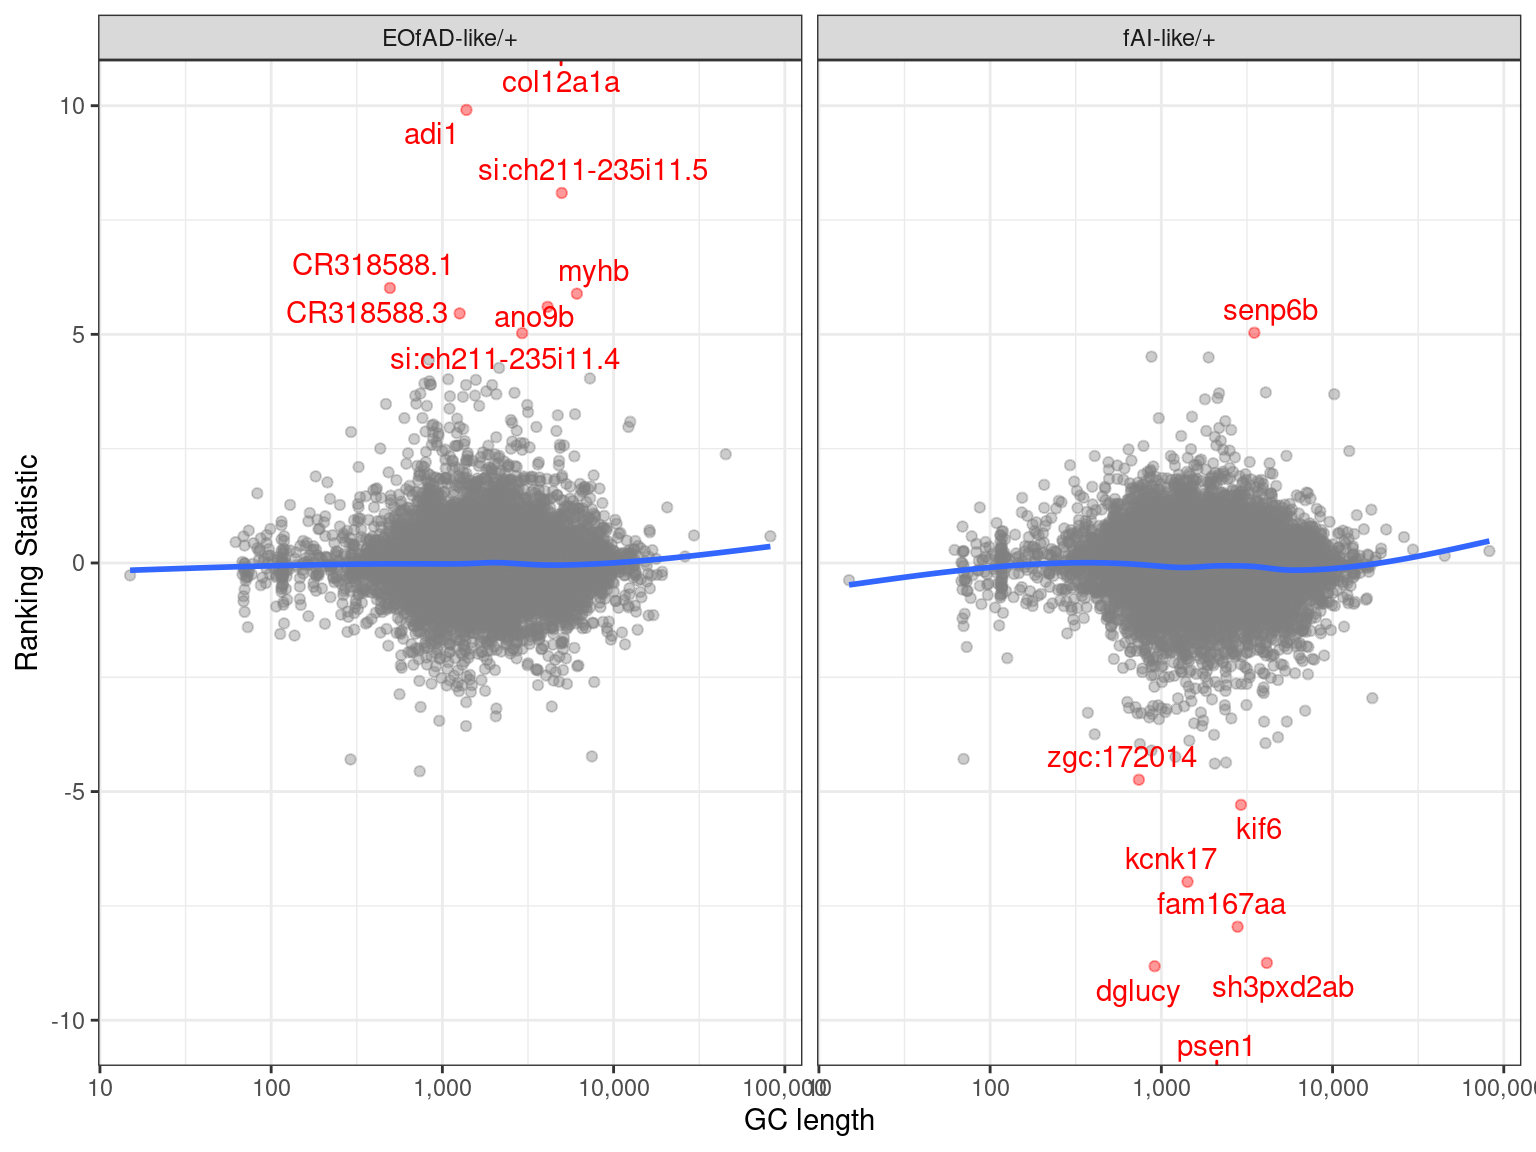 EOfAD-like/+
fAI-like/+
Ranking Statistic
10
5
0
-5
-10
col12a1a
adi1
si:ch211-235i11.5
CR318588.1
myhb
CR318588.3
ano9b
si:ch211-235i11.4
senp6b
zgc:172014
kif6
kcnk17
fam167aa
dglucy
sh3pxd2ab
psen1
10
100
1,000
10,000
100,000
10
100
1,000
10,000
100,000
GC length